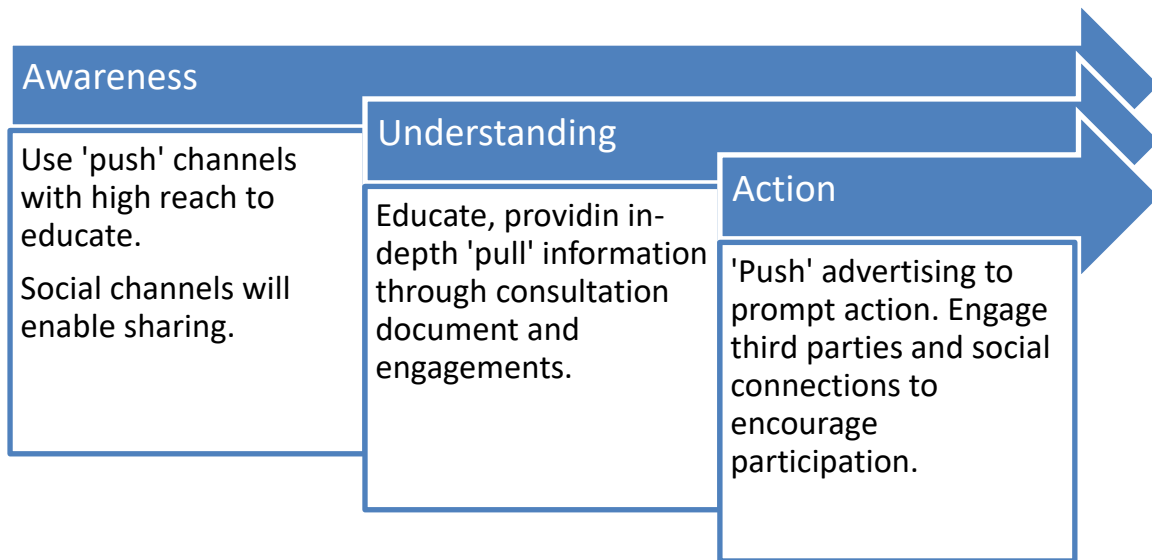 Awareness
Use 'push' channels
with high reach to
educate.
Social channels will
enable sharing.
Understanding
Educate, providin in-
depth 'pull' information
through consultation
document and
engagements.
Action
'Push' advertising to
prompt action. Engage
third parties and social
connections to
encourage
participation.